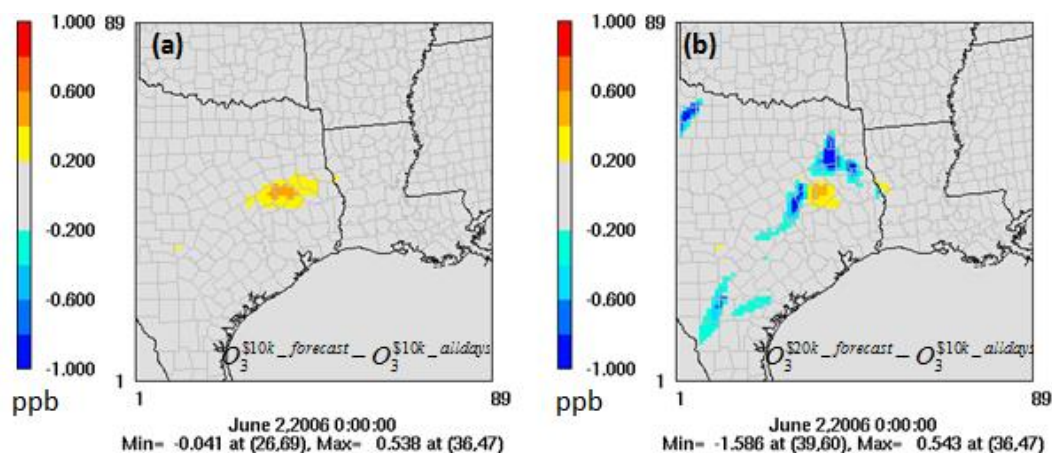 1.000
0.600
0.200
-0.200
-0.600
-1.000
ppb
89
(a)
O3$10k_forecast – O3$10k_alldays
1
1
89
June 2,2006 0:00:00
Min= -0.041 at (26,69), Max= 0.538 at (36,47)
1.000
0.600
0.200
-0.200
-0.600
-1.000
ppb
89
(b)
O3$20k_forecast – O3$10k_alldays
1
1
89
June 2,2006 0:00:00
Min= -1.586 at (39,60), Max= 0.543 at (36,47)